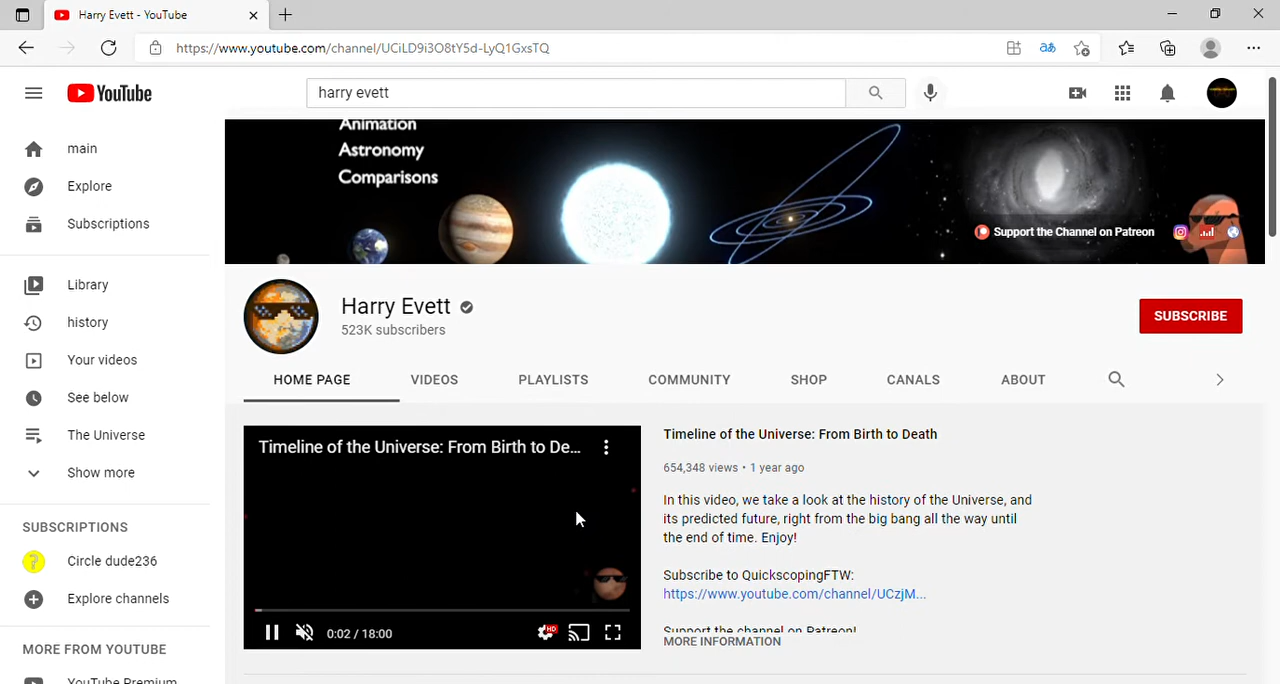 Harry Evett - YouTube
https://www.youtube.com/channel/UCiLD9i3O8tY5d-LyQ1GxsTQ
YouTube
harry evett
main
Explore
Subscriptions
Library
history
Your videos
See below
The Universe
Show more
SUBSCRIPTIONS
Circle dude236
Explore channels
MORE FROM YOUTUBE
YouTube Premium
Animation
Astronomy
Comparisons
Support the Channel on Patreon
Harry Evett
523K subscribers
SUBSCRIBE
HOME PAGE VIDEOS PLAYLISTS COMMUNITY SHOP CANALS ABOUT
Timeline of the Universe: From Birth to De...
HD
0:02 / 18:00
Timeline of the Universe: From Birth to Death
654,348 views • 1 year ago
In this video, we take a look at the history of the Universe, and
its predicted future, right from the big bang all the way until
the end of time. Enjoy!
Subscribe to QuickscopingFTW:
https://www.youtube.com/channel/UCzjM...
Support the channel on Patreon!
MORE INFORMATION